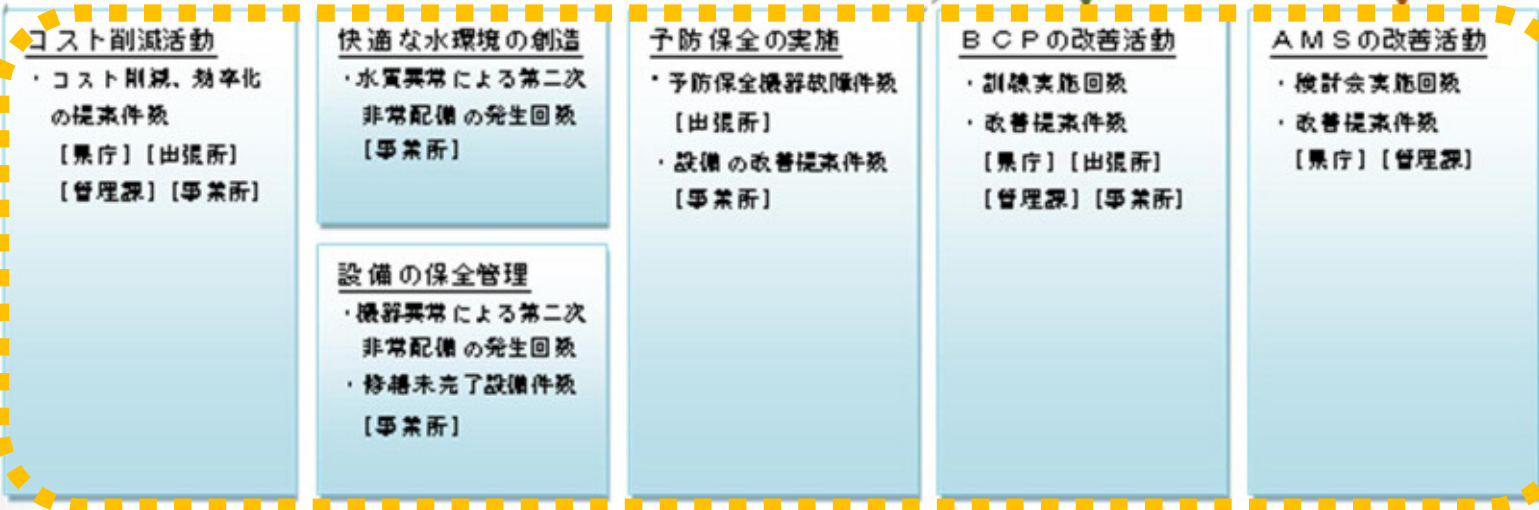 コスト削減活動
・コスト削減、効率化
の提案件数
[県庁][出張所]
[管理課][事業所]
快適な水環境の創造
・水質異常による第二次
非常配備の発生回数
[事業所]
設備の保全管理
・機器異常による第二次
非常配備の発生回数
・修繕未完了設備件数
[事業所]
予防保全の実施
・予防保全機器故障件数
[出張所]
・設備の改善提案件数
[事業所]
ＢＣＰの改善活動
・訓練実施回数
・改善提案件数
[県庁][出張所]
[管理課][事業所]
ＡＭＳの改善活動
・検討会実施回数
・改善提案件数
[県庁][管理課]